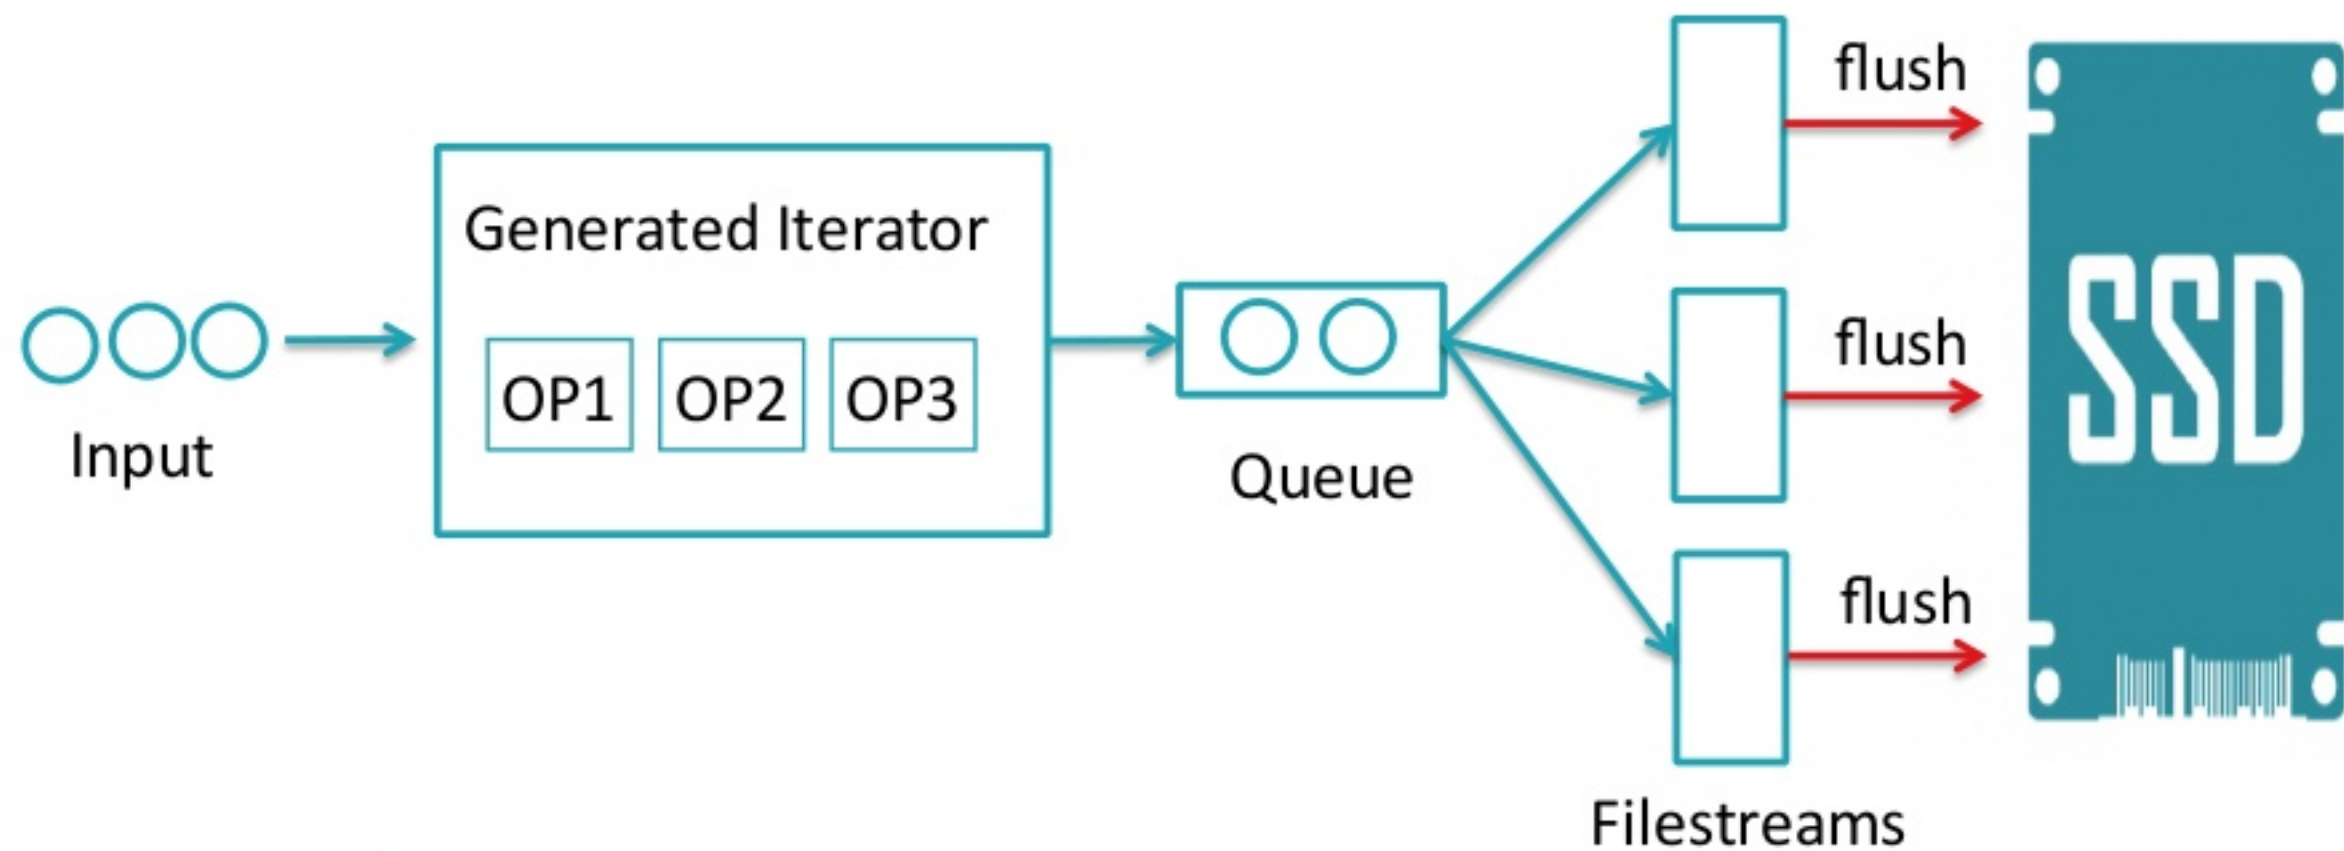 Input
Generated Iterator
OP1 OP2 OP3
Queue
flush
flush
flush
Filestreams
SSD